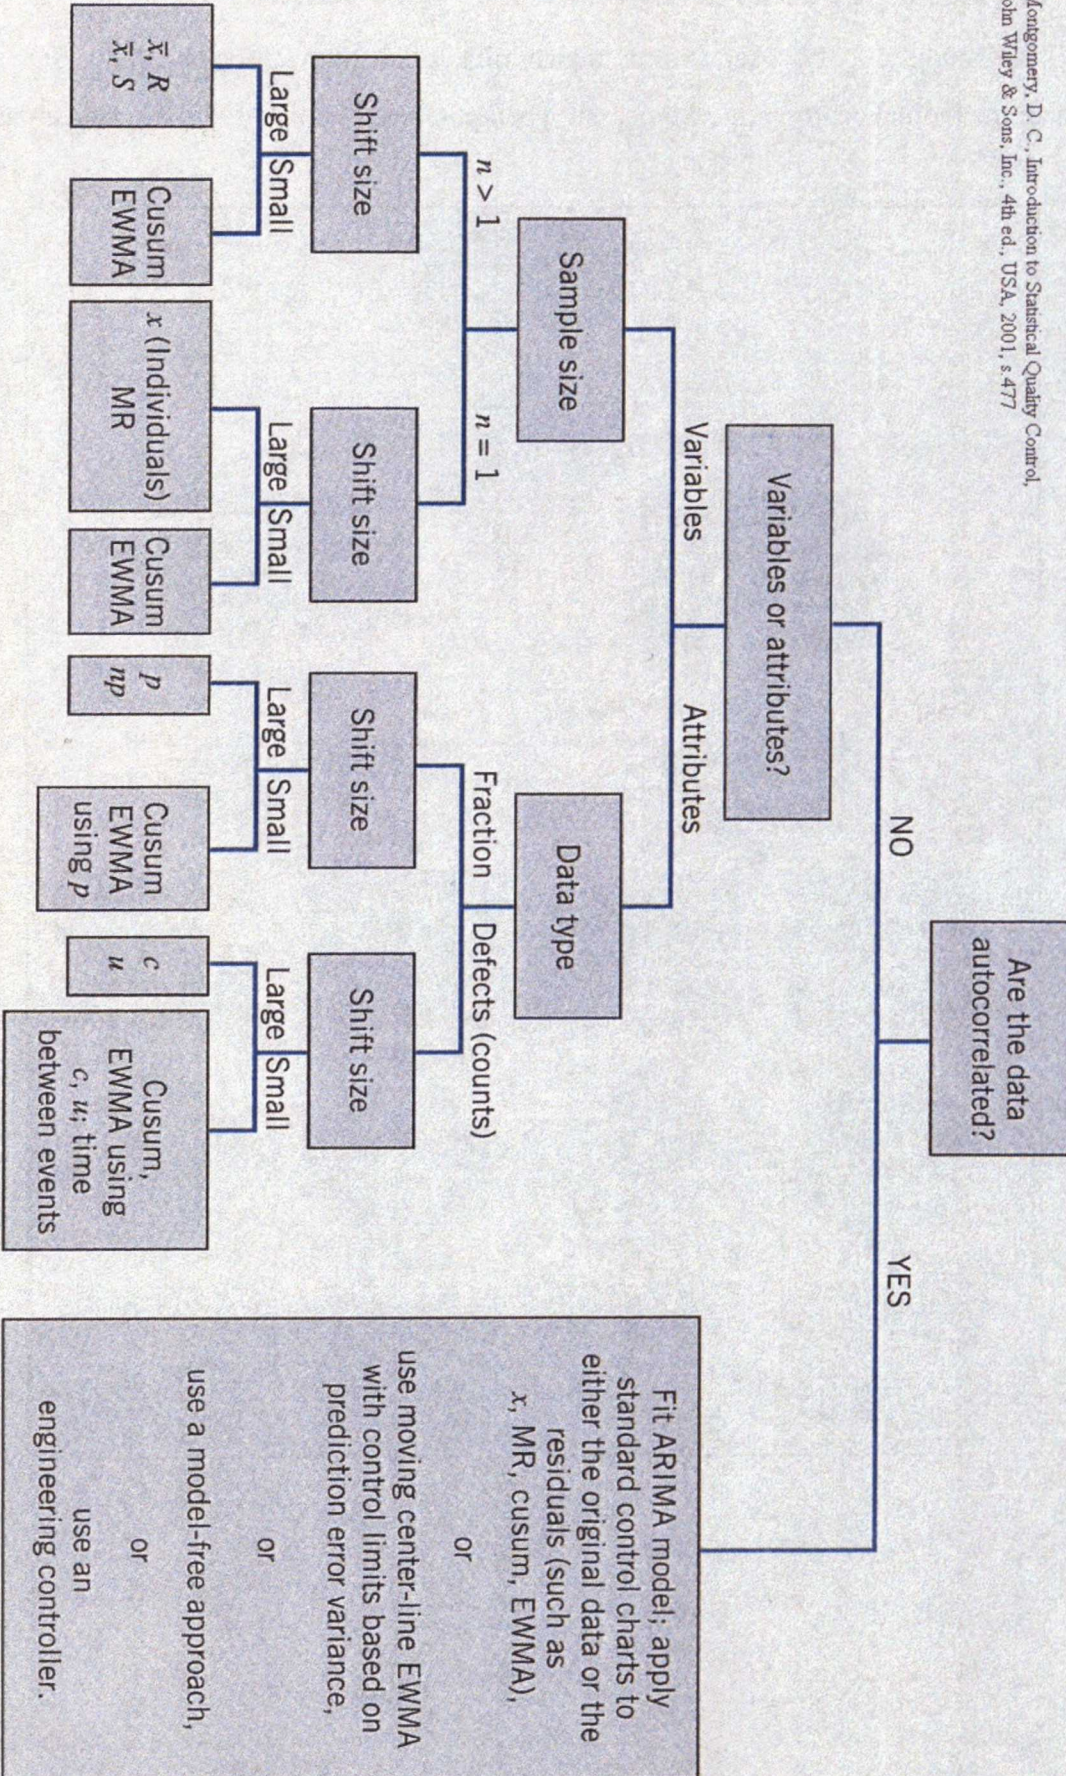 Montgomery, D. C., Introduction to Statistical Quality Control,
John Wiley & Sons, Inc., 4th ed., USA, 2001, s.477
Are the data
autocorrelated?
NO
YES
Variables or attributes?
Variables
Attributes
Sample size
Data type
n > 1
n = 1
Fraction
Defects (counts)
Shift size
Shift size
Shift size
Shift size
Large
Small
Large
Small
Large
Small
Large
Small
x̄, R
x̄, S
Cusum
EWMA
x (Individuals)
MR
Cusum
EWMA
p
np
Cusum
EWMA
using p
c
u
Cusum,
EWMA using
c, u; time
between events
Fit ARIMA model; apply
standard control charts to
either the original data or the
residuals (such as
x, MR, cusum, EWMA),
or
use moving center-line EWMA
with control limits based on
prediction error variance,
or
use a model-free approach,
or
use an
engineering controller.